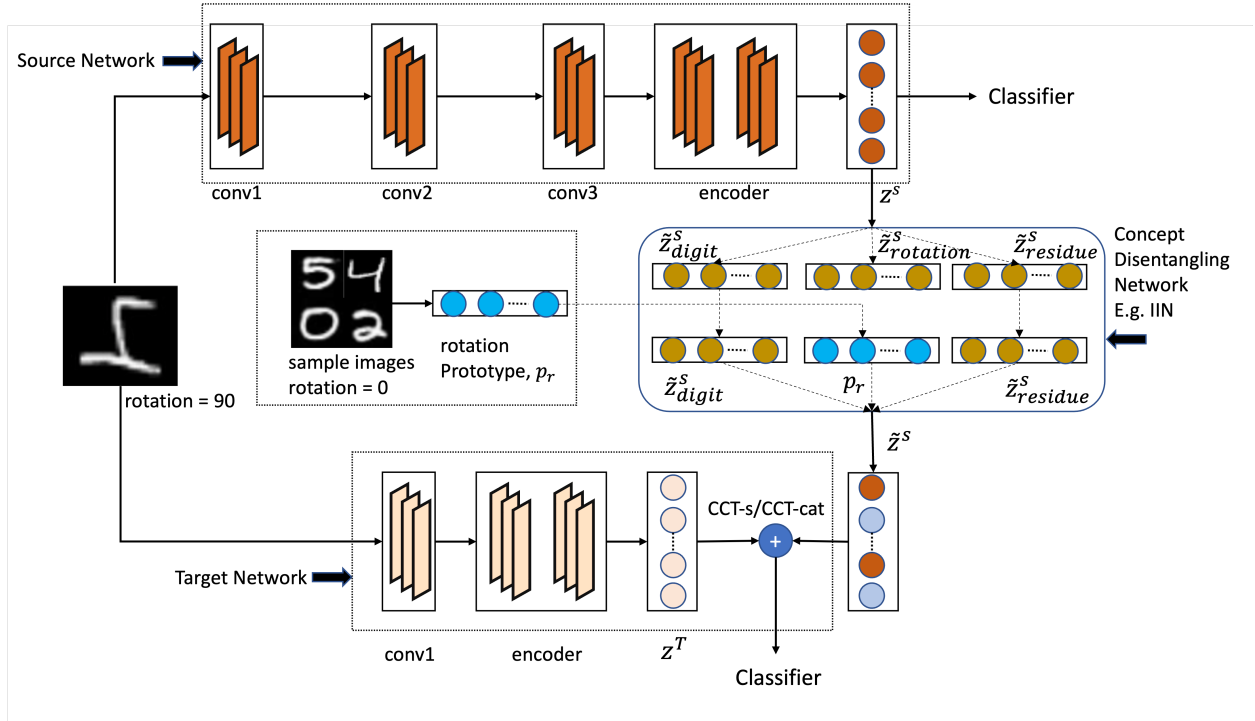 Source Network
Classifier
conv1
conv2
conv3
encoder
z^s
z̃^s_digit
z̃^s_rotation
z̃^s_residue
Concept
Disentangling
Network
E.g. IIN
5 4
0 2
sample images
rotation = 0
rotation
Prototype, p_r
z̃^s_digit
p_r
z̃^s_residue
rotation = 90
z̃^s
CCT-s/CCT-cat
+
Target Network
conv1
encoder
z^T
Classifier